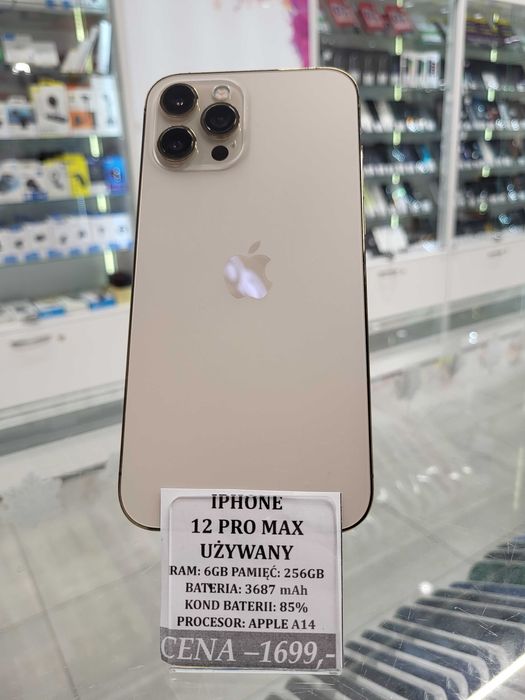 IPHONE
12 PRO MAX
UŻYWANY
RAM: 6GB PAMIĘĆ: 256GB
BATERIA: 3687 mAh
KOND BATERII: 85%
PROCESOR: APPLE A14
CENA –1699,-